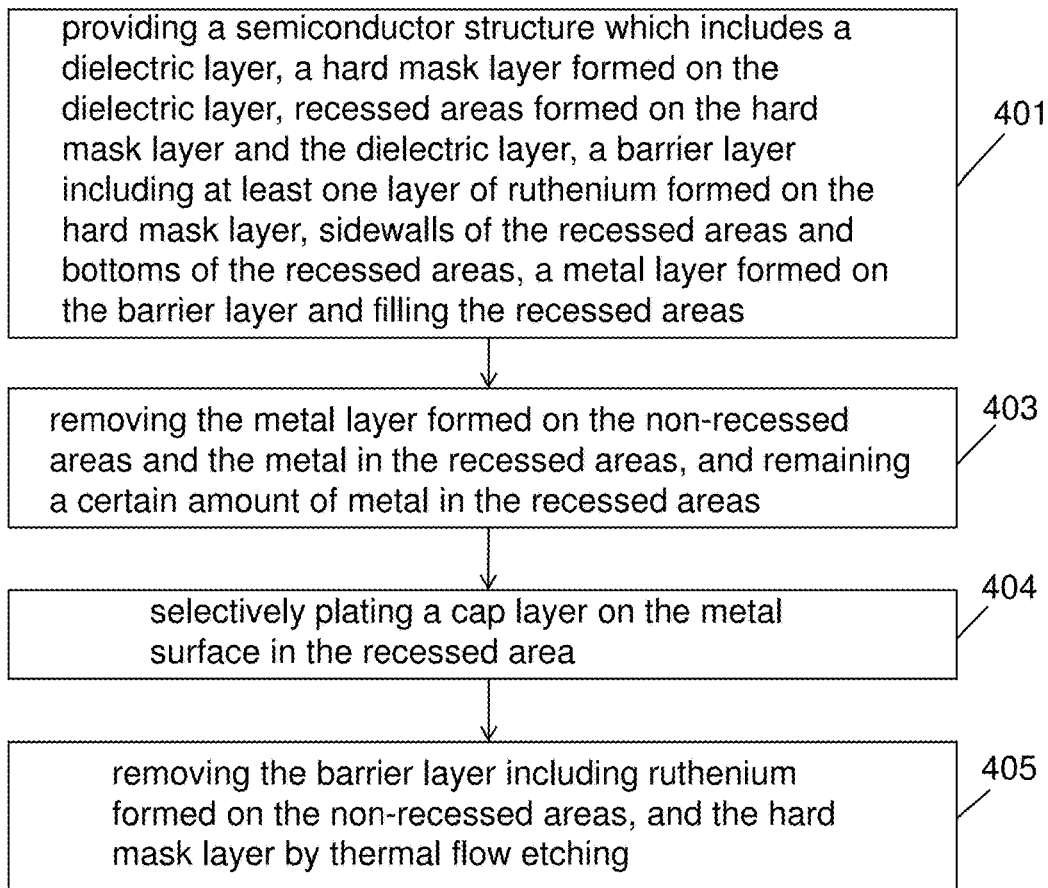 providing a semiconductor structure which includes a
dielectric layer, a hard mask layer formed on the
dielectric layer, recessed areas formed on the hard
mask layer and the dielectric layer, a barrier layer
including at least one layer of ruthenium formed on the
hard mask layer, sidewalls of the recessed areas and
bottoms of the recessed areas, a metal layer formed on
the barrier layer and filling the recessed areas
401
removing the metal layer formed on the non-recessed
areas and the metal in the recessed areas, and remaining
a certain amount of metal in the recessed areas
403
selectively plating a cap layer on the metal
surface in the recessed area
404
removing the barrier layer including ruthenium
formed on the non-recessed areas, and the hard
mask layer by thermal flow etching
405